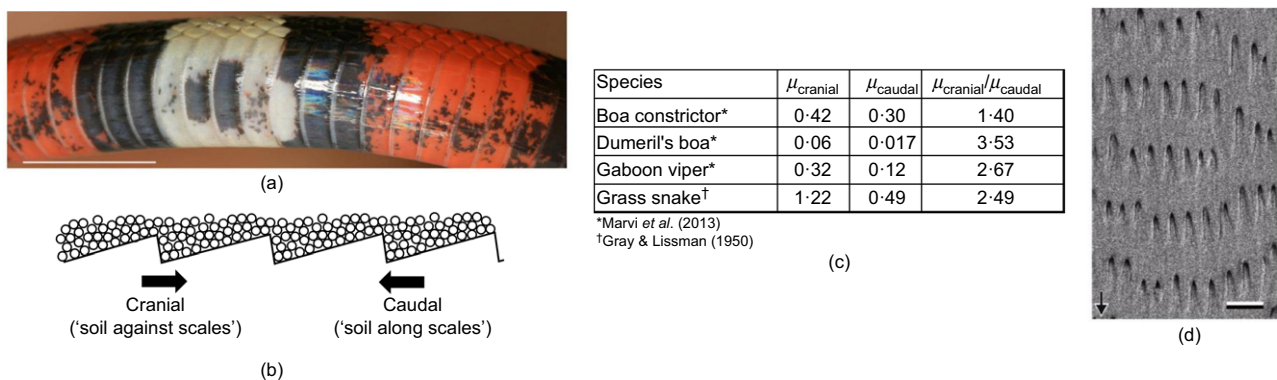 (a)
Cranial
('soil against scales')
Caudal
('soil along scales')
(b)
Species μcranial μcaudal μcranial/μcaudal
Boa constrictor* 0·42 0·30 1·40
Dumeril's boa* 0·06 0·017 3·53
Gaboon viper* 0·32 0·12 2·67
Grass snake† 1·22 0·49 2·49
*Marvi et al. (2013)
†Gray & Lissman (1950)
(c)
(d)